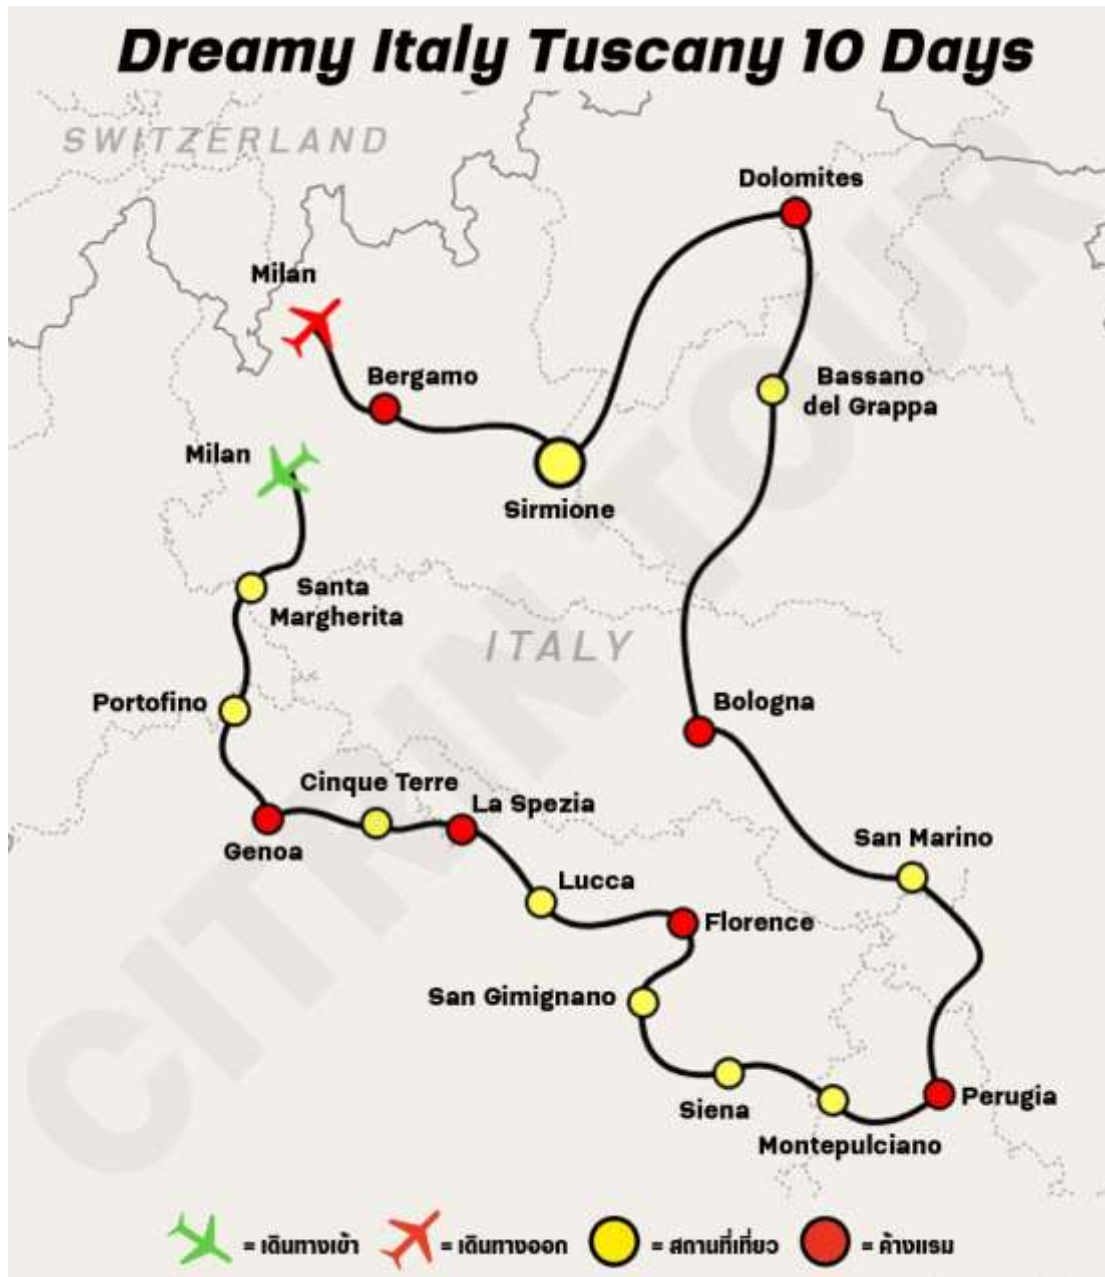 Dreamy Italy Tuscany 10 Days
SWITZERLAND
Dolomites
Milan
Bergamo
Bassano
del Grappa
Milan
Sirmione
Santa
Margherita
ITALY
Portofino
Bologna
Cinque Terre
La Spezia
Genoa
San Marino
Lucca
Florence
San Gimignano
Siena
Perugia
Montepulciano
CITRIN TOUR
= เดินทางเข้า = เดินทางออก = สถานที่เที่ยว = ค้างแรม